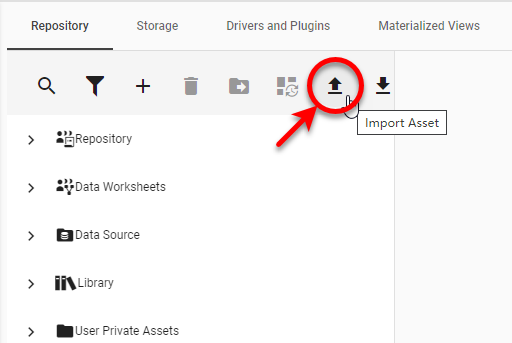 Repository Storage Drivers and Plugins Materialized Views
Import Asset
Repository
Data Worksheets
Data Source
Library
User Private Assets